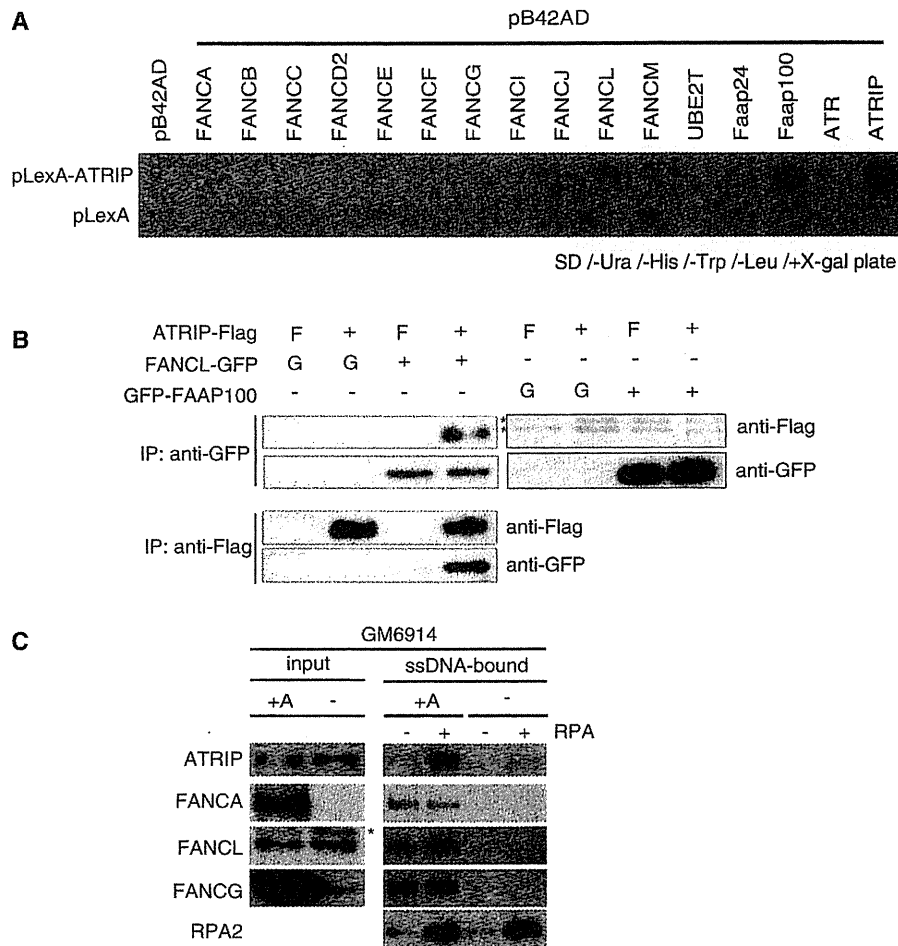 A
pB42AD
pB42AD FANCA FANCB FANCC FANCD2 FANCE FANCF FANCG FANCI FANCJ FANCL FANCM UBE2T Faap24 Faap100 ATR ATRIP
pLexA-ATRIP
pLexA
SD /-Ura /-His /-Trp /-Leu /+X-gal plate
B
ATRIP-Flag F + F + F + F +
FANCL-GFP G G + + - - - -
GFP-FAAP100 - - - - G G + +
IP: anti-GFP
*
*
anti-Flag
anti-GFP
IP: anti-Flag
anti-Flag
anti-GFP
C
GM6914
input ssDNA-bound
+A - +A -
- + - + RPA
ATRIP
FANCA
FANCL *
FANCG
RPA2